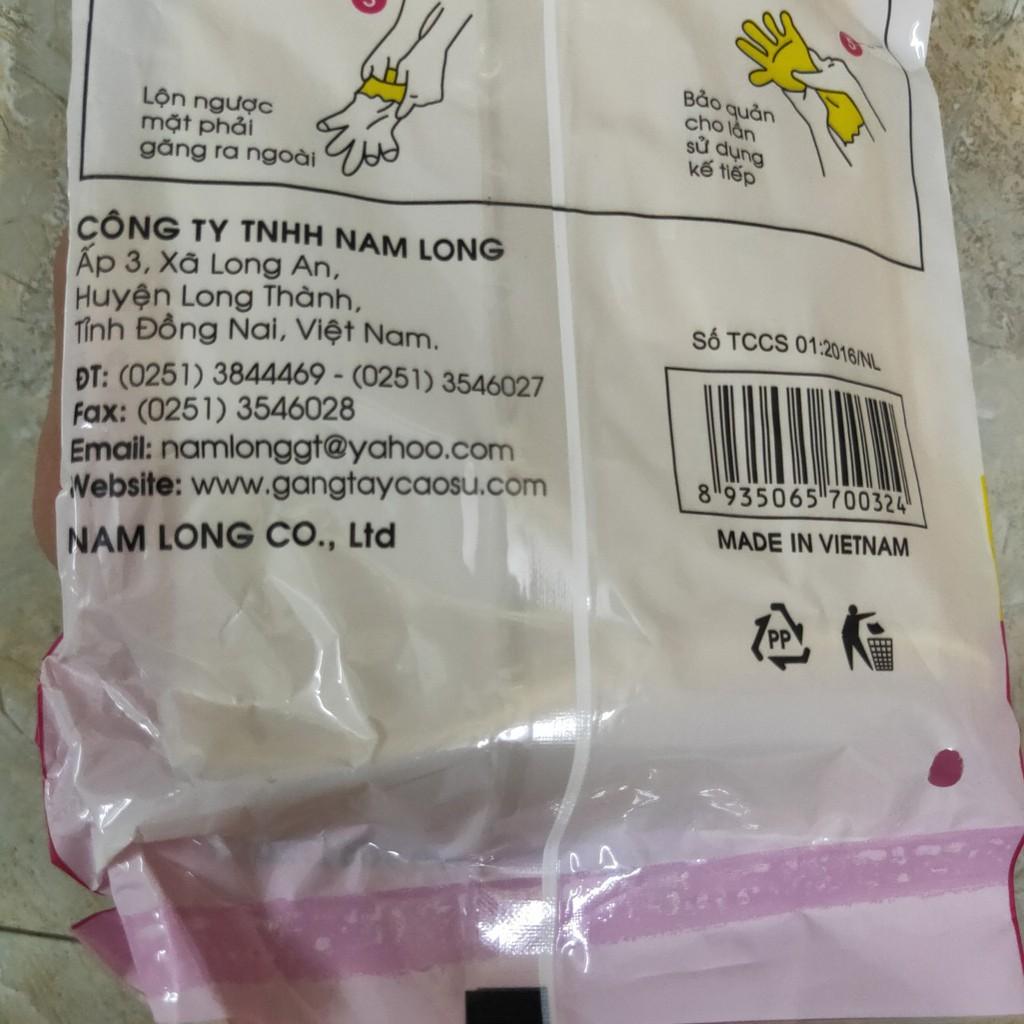 Lộn ngược
mặt phải
găng ra ngoài
Bảo quản
cho lần
sử dụng
kế tiếp
CÔNG TY TNHH NAM LONG
Ấp 3, Xã Long An,
Huyện Long Thành,
Tỉnh Đồng Nai, Việt Nam.
ĐT: (0251) 3844469 - (0251) 3546027
Fax: (0251) 3546028
Email: namlonggt@yahoo.com
Website: www.gangtaycaosu.com
NAM LONG CO., Ltd
Số TCCS 01:2016/NL
8 935065 700324
MADE IN VIETNAM
PP